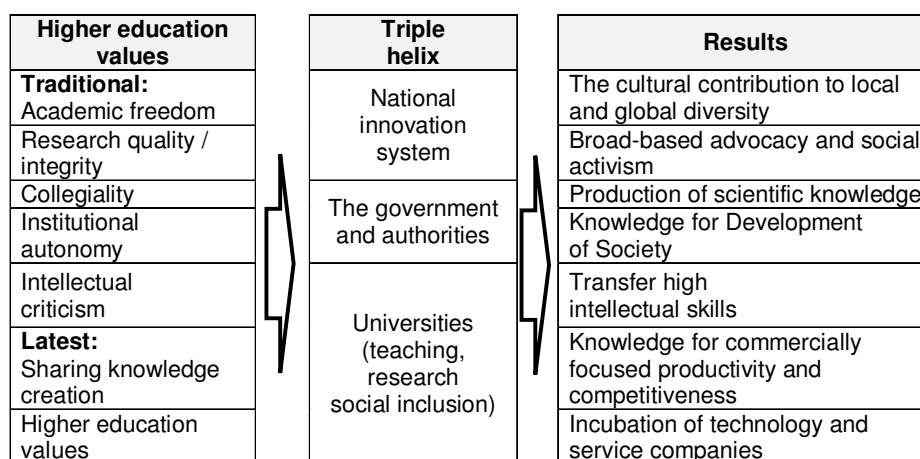 Higher education
values
Traditional:
Academic freedom
Research quality /
integrity
Collegiality
Institutional
autonomy
Intellectual
criticism
Latest:
Sharing knowledge
creation
Higher education
values
Triple
helix
National
innovation
system
The government
and authorities
Universities
(teaching,
research
social inclusion)
Results
The cultural contribution to local
and global diversity
Broad-based advocacy and social
activism
Production of scientific knowledge
Knowledge for Development
of Society
Transfer high
intellectual skills
Knowledge for commercially
focused productivity and
competitiveness
Incubation of technology and
service companies